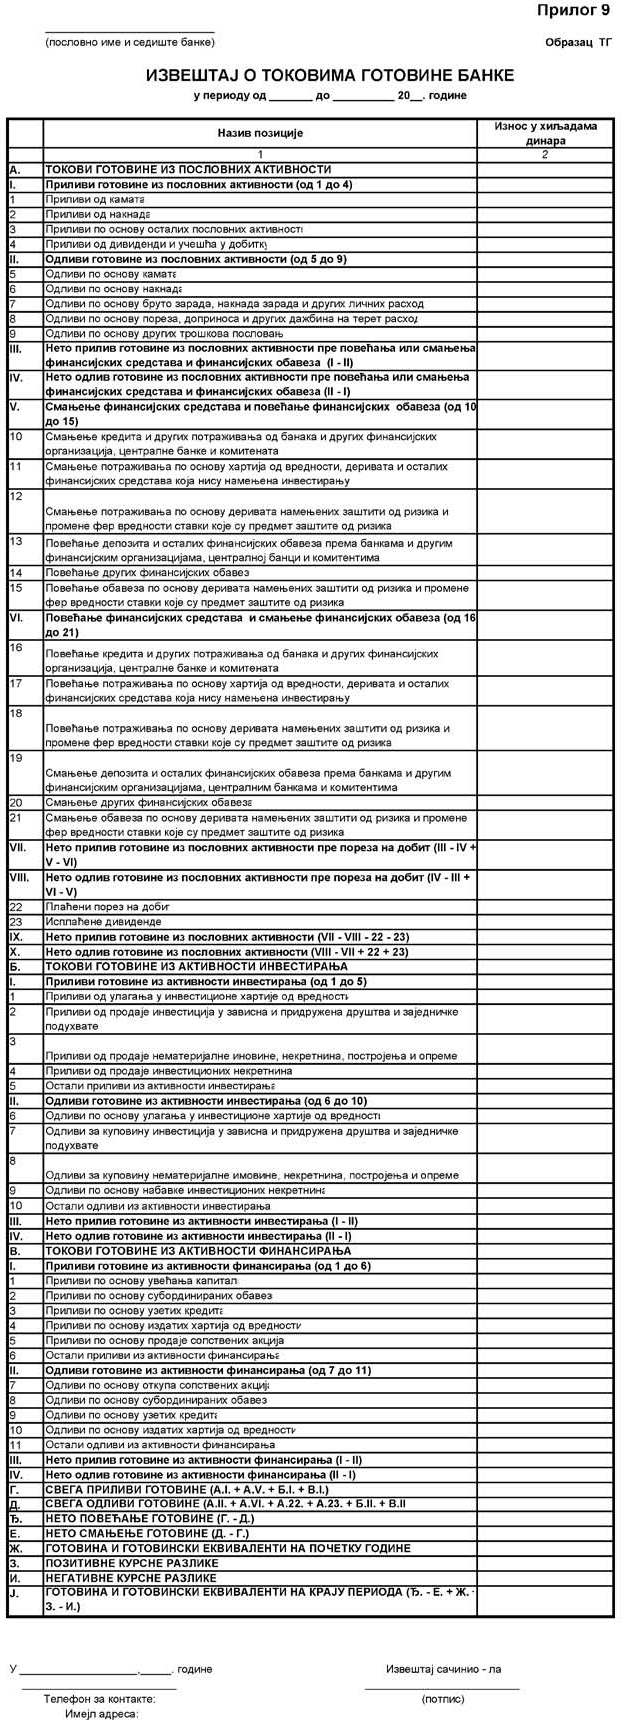 Прилог 9
(пословно име и седиште банке)
Образац ТГ
ИЗВЕШТАЈ О ТОКОВИМА ГОТОВИНЕ БАНКЕ
у периоду од _______ до __________ 20__. године
Назив позиције
Износ у хиљадама
динара
1
2
А. ТОКОВИ ГОТОВИНЕ ИЗ ПОСЛОВНИХ АКТИВНОСТИ
I. Приливи готовине из пословних активности (од 1 до 4)
1 Приливи од камата
2 Приливи од накнада
3 Приливи по основу осталих пословних активности
4 Приливи од дивиденди и учешћа у добитку
II. Одливи готовине из пословних активности (од 5 до 9)
5 Одливи по основу камата
6 Одливи по основу накнада
7 Одливи по основу бруто зарада, накнада зарада и других личних расход
8 Одливи по основу пореза, доприноса и других дажбина на терет расход
9 Одливи по основу других трошкова пословањ
III. Нето прилив готовине из пословних активности пре повећања или смањења
финансијских средстава и финансијских обавеза (I - II)
IV. Нето одлив готовине из пословних активности пре повећања или смањења
финансијских средстава и финансијских обавеза (II - I)
V. Смањење финансијских средстава и повећање финансијских обавеза (од 10
до 15)
10 Смањење кредита и других потраживања од банака и других финансијских
организација, централне банке и комитената
11 Смањење потраживања по основу хартија од вредности, деривата и осталих
финансијских средстава која нису намењена инвестирању
12
Смањење потраживања по основу деривата намењених заштити од ризика и
промене фер вредности ставки које су предмет заштите од ризика
13 Повећање депозита и осталих финансијских обавеза према банкама и другим
финансијским организацијама, централној банци и комитентима
14 Повећање других финансијских обавез
15 Повећање обавеза по основу деривата намењених заштити од ризика и промене
фер вредности ставки које су предмет заштите од ризика
VI. Повећање финансијских средстава и смањење финансијских обавеза (од 16
до 21)
16 Повећање кредита и других потраживања од банака и других финансијских
организација, централне банке и комитената
17 Повећање потраживања по основу хартија од вредности, деривата и осталих
финансијских средстава која нису намењена инвестирању
18
Повећање потраживања по основу деривата намењених заштити од ризика и
промене фер вредности ставки које су предмет заштите од ризика
19
Смањење депозита и осталих финансијских обавеза према банкама и другим
финансијским организацијама, централним банкама и комитентима
20 Смањење других финансијских обавеза
21 Смањење обавеза по основу деривата намењених заштити од ризика и промене
фер вредности ставки које су предмет заштите од ризика
VII. Нето прилив готовине из пословних активности пре пореза на добит (III - IV +
V - VI)
VIII. Нето одлив готовине из пословних активности пре пореза на добит (IV - III +
VI - V)
22 Плаћени порез на добит
23 Исплаћене дивиденде
IX. Нето прилив готовине из пословних активности (VII - VIII - 22 - 23)
X. Нето одлив готовине из пословних активности (VIII - VII + 22 + 23)
Б. ТОКОВИ ГОТОВИНЕ ИЗ АКТИВНОСТИ ИНВЕСТИРАЊА
I. Приливи готовине из активности инвестирања (од 1 до 5)
1 Приливи од улагања у инвестиционе хартије од вредности
2 Приливи од продаје инвестиција у зависна и придружена друштва и заједничке
подухвате
3
Приливи од продаје нематеријалне иновине, некретнина, постројења и опреме
4 Приливи од продаје инвестиционих некретнина
5 Остали приливи из активности инвестирања
II. Одливи готовине из активности инвестирања (од 6 до 10)
6 Одливи по основу улагања у инвестиционе хартије од вредности
7 Одливи за куповину инвестиција у зависна и придружена друштва и заједничке
подухвате
8
Одливи за куповину нематеријалне имовине, некретнина, постројења и опреме
9 Одливи по основу набавке инвестиционих некретнина
10 Остали одливи из активности инвестирања
III. Нето прилив готовине из активности инвестирања (I - II)
IV. Нето одлив готовине из активности инвестирања (II - I)
В. ТОКОВИ ГОТОВИНЕ ИЗ АКТИВНОСТИ ФИНАНСИРАЊА
I. Приливи готовине из активности финансирања (од 1 до 6)
1 Приливи по основу увећања капитал
2 Приливи по основу субординираних обавез
3 Приливи по основу узетих кредита
4 Приливи по основу издатих хартија од вредности
5 Приливи по основу продаје сопствених акција
6 Остали приливи из активности финансирања
II. Одливи готовине из активности финансирања (од 7 до 11)
7 Одливи по основу откупа сопствених акција
8 Одливи по основу субординираних обавез
9 Одливи по основу узетих кредита
10 Одливи по основу издатих хартија од вредности
11 Остали одливи из активности финансирања
III. Нето прилив готовине из активности финансирања (I - II)
IV. Нето одлив готовине из активности финансирања (II - I)
Г. СВЕГА ПРИЛИВИ ГОТОВИНЕ (А.I. + А.V. + Б.I. + В.I.)
Д. СВЕГА ОДЛИВИ ГОТОВИНЕ (А.II. + А.VI. + А.22. + А.23. + Б.II. + В.II
Ђ. НЕТО ПОВЕЋАЊЕ ГОТОВИНЕ (Г. - Д.)
Е. НЕТО СМАЊЕЊЕ ГОТОВИНЕ (Д. - Г.)
Ж. ГОТОВИНА И ГОТОВИНСКИ ЕКВИВАЛЕНТИ НА ПОЧЕТКУ ГОДИНЕ
З. ПОЗИТИВНЕ КУРСНЕ РАЗЛИКЕ
И. НЕГАТИВНЕ КУРСНЕ РАЗЛИКЕ
Ј. ГОТОВИНА И ГОТОВИНСКИ ЕКВИВАЛЕНТИ НА КРАЈУ ПЕРИОДА (Ђ. - Е. + Ж. ·
З. - И.)
У ___________________,_____. године
Извештај сачинио - ла
Телефон за контакте:
(потпис)
Имејл адреса: